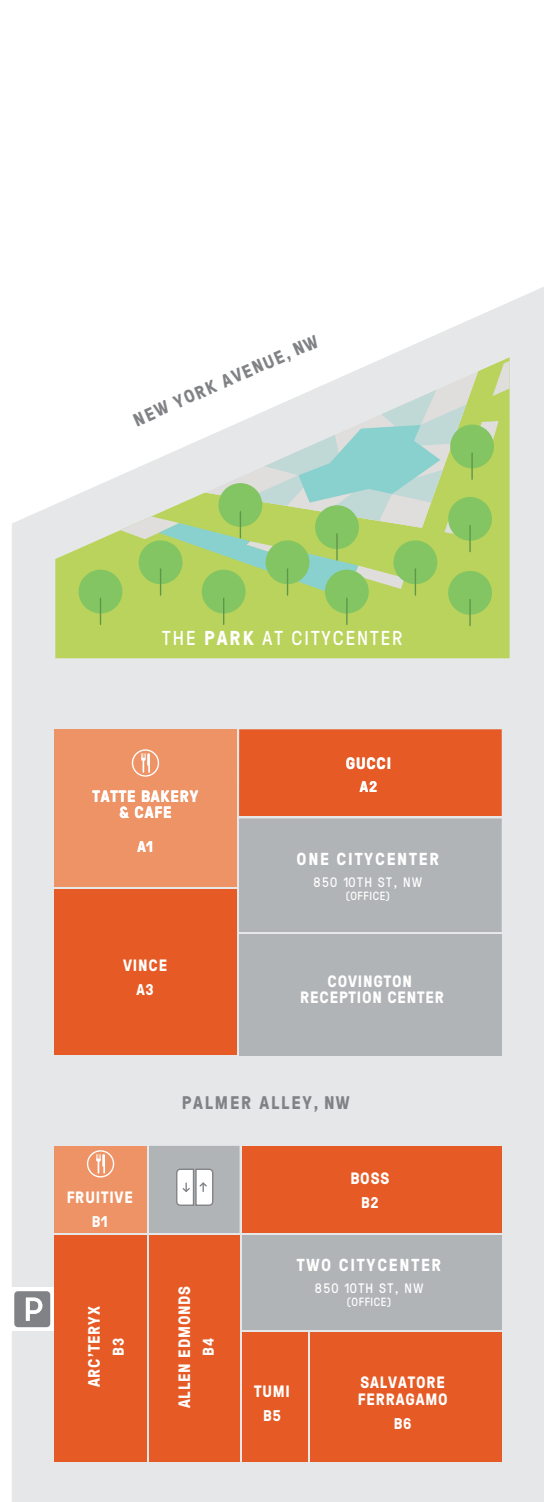 NEW YORK AVENUE, NW
THE PARK AT CITYCENTER
TATTE BAKERY
& CAFE
A1
GUCCI
A2
ONE CITYCENTER
850 10TH ST, NW
(OFFICE)
VINCE
A3
COVINGTON
RECEPTION CENTER
PALMER ALLEY, NW
FRUITIVE
B1
BOSS
B2
TWO CITYCENTER
850 10TH ST, NW
(OFFICE)
P
ARC'TERYX
B3
ALLEN EDMONDS
B4
TUMI
B5
SALVATORE
FERRAGAMO
B6